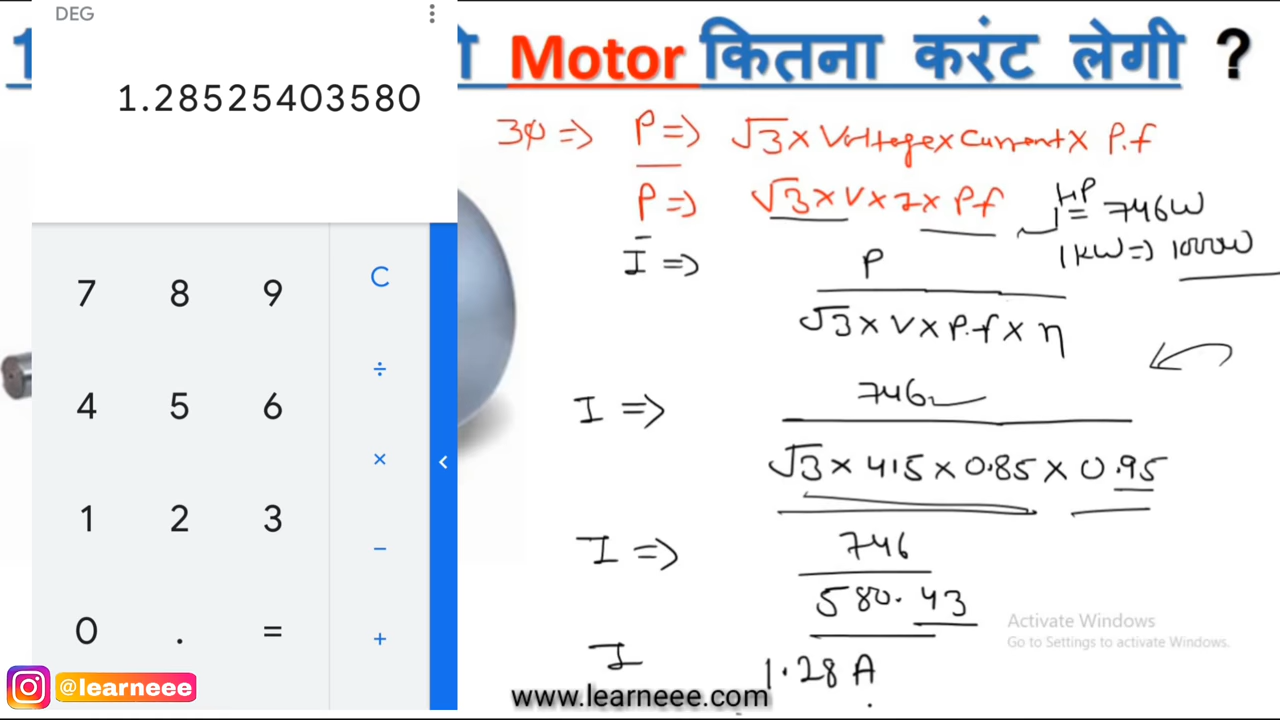 DEG
1.28525403580
7 8 9 C
4 5 6 ÷
1 2 3 ×
0 . = −
+
@learneee
Motor कितना करंट लेगी ?
3φ => P => √3 × Voltage × Current × P.f
P => √3 × V × I × Pf
HP = 746W
1kW => 1000W
I => P
√3 × V × P.f × η
I => 746
√3 × 415 × 0.85 × 0.95
I => 746
580.43
I 1.28 A
www.learneee.com
Activate Windows
Go to Settings to activate Windows.